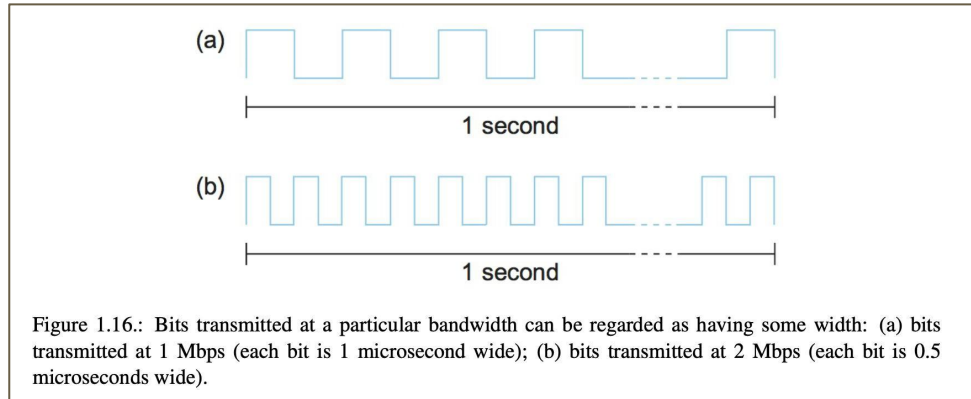 (a)
1 second
(b)
1 second
Figure 1.16.: Bits transmitted at a particular bandwidth can be regarded as having some width: (a) bits
transmitted at 1 Mbps (each bit is 1 microsecond wide); (b) bits transmitted at 2 Mbps (each bit is 0.5
microseconds wide).